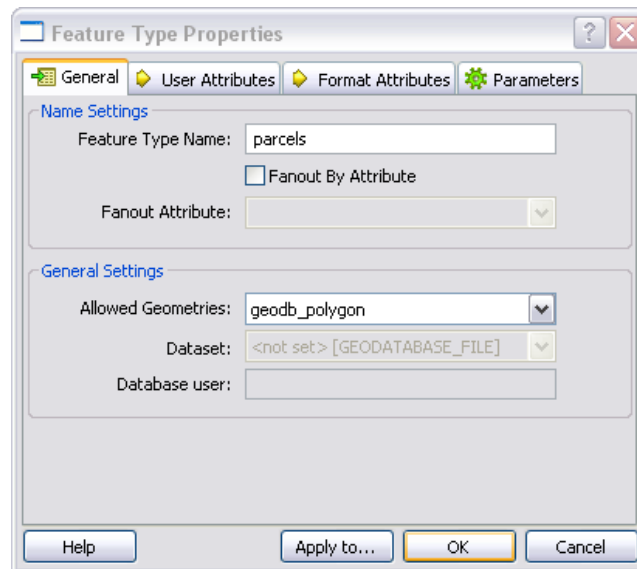 Feature Type Properties
General User Attributes Format Attributes Parameters
Name Settings
Feature Type Name: parcels
Fanout By Attribute
Fanout Attribute:
General Settings
Allowed Geometries: geodb_polygon
Dataset: <not set> [GEODATABASE_FILE]
Database user:
Help Apply to... OK Cancel